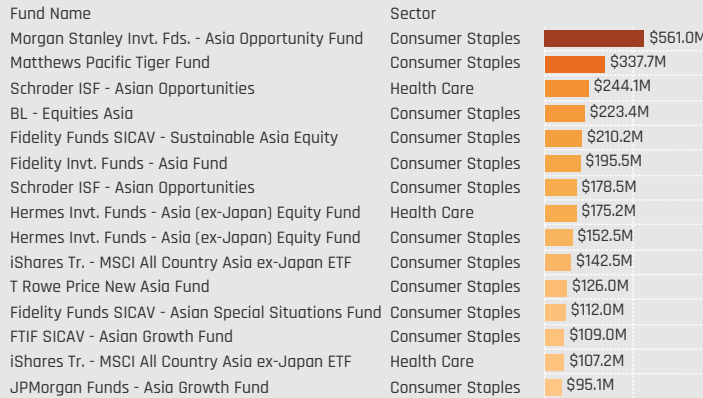 Fund Name Sector
Morgan Stanley Invt. Fds. - Asia Opportunity Fund Consumer Staples $561.0M
Matthews Pacific Tiger Fund Consumer Staples $337.7M
Schroder ISF - Asian Opportunities Health Care $244.1M
BL - Equities Asia Consumer Staples $223.4M
Fidelity Funds SICAV - Sustainable Asia Equity Consumer Staples $210.2M
Fidelity Invt. Funds - Asia Fund Consumer Staples $195.5M
Schroder ISF - Asian Opportunities Consumer Staples $178.5M
Hermes Invt. Funds - Asia (ex-Japan) Equity Fund Health Care $175.2M
Hermes Invt. Funds - Asia (ex-Japan) Equity Fund Consumer Staples $152.5M
iShares Tr. - MSCI All Country Asia ex-Japan ETF Consumer Staples $142.5M
T Rowe Price New Asia Fund Consumer Staples $126.0M
Fidelity Funds SICAV - Asian Special Situations Fund Consumer Staples $112.0M
FTIF SICAV - Asian Growth Fund Consumer Staples $109.0M
iShares Tr. - MSCI All Country Asia ex-Japan ETF Health Care $107.2M
JPMorgan Funds - Asia Growth Fund Consumer Staples $95.1M